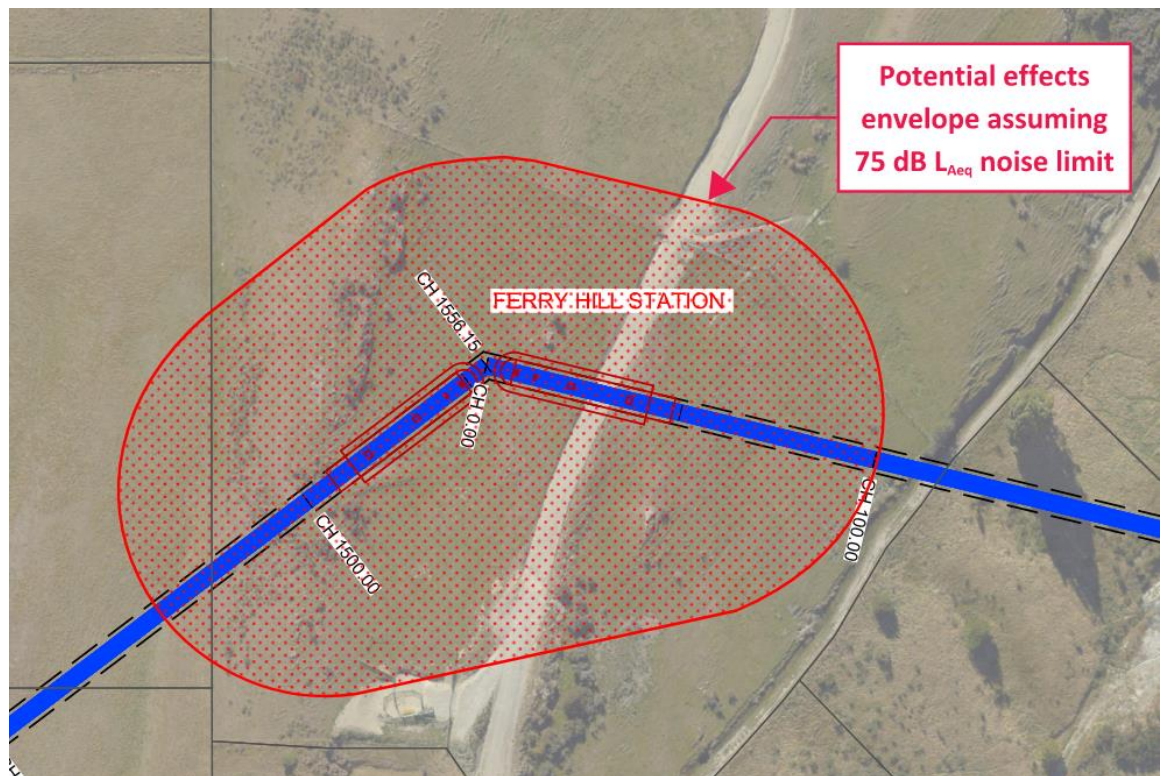 Potential effects
envelope assuming
75 dB LAeq noise limit
FERRY HILL STATION
CH 1556.15
CH 0.00
CH 1500.00
CH 100.00